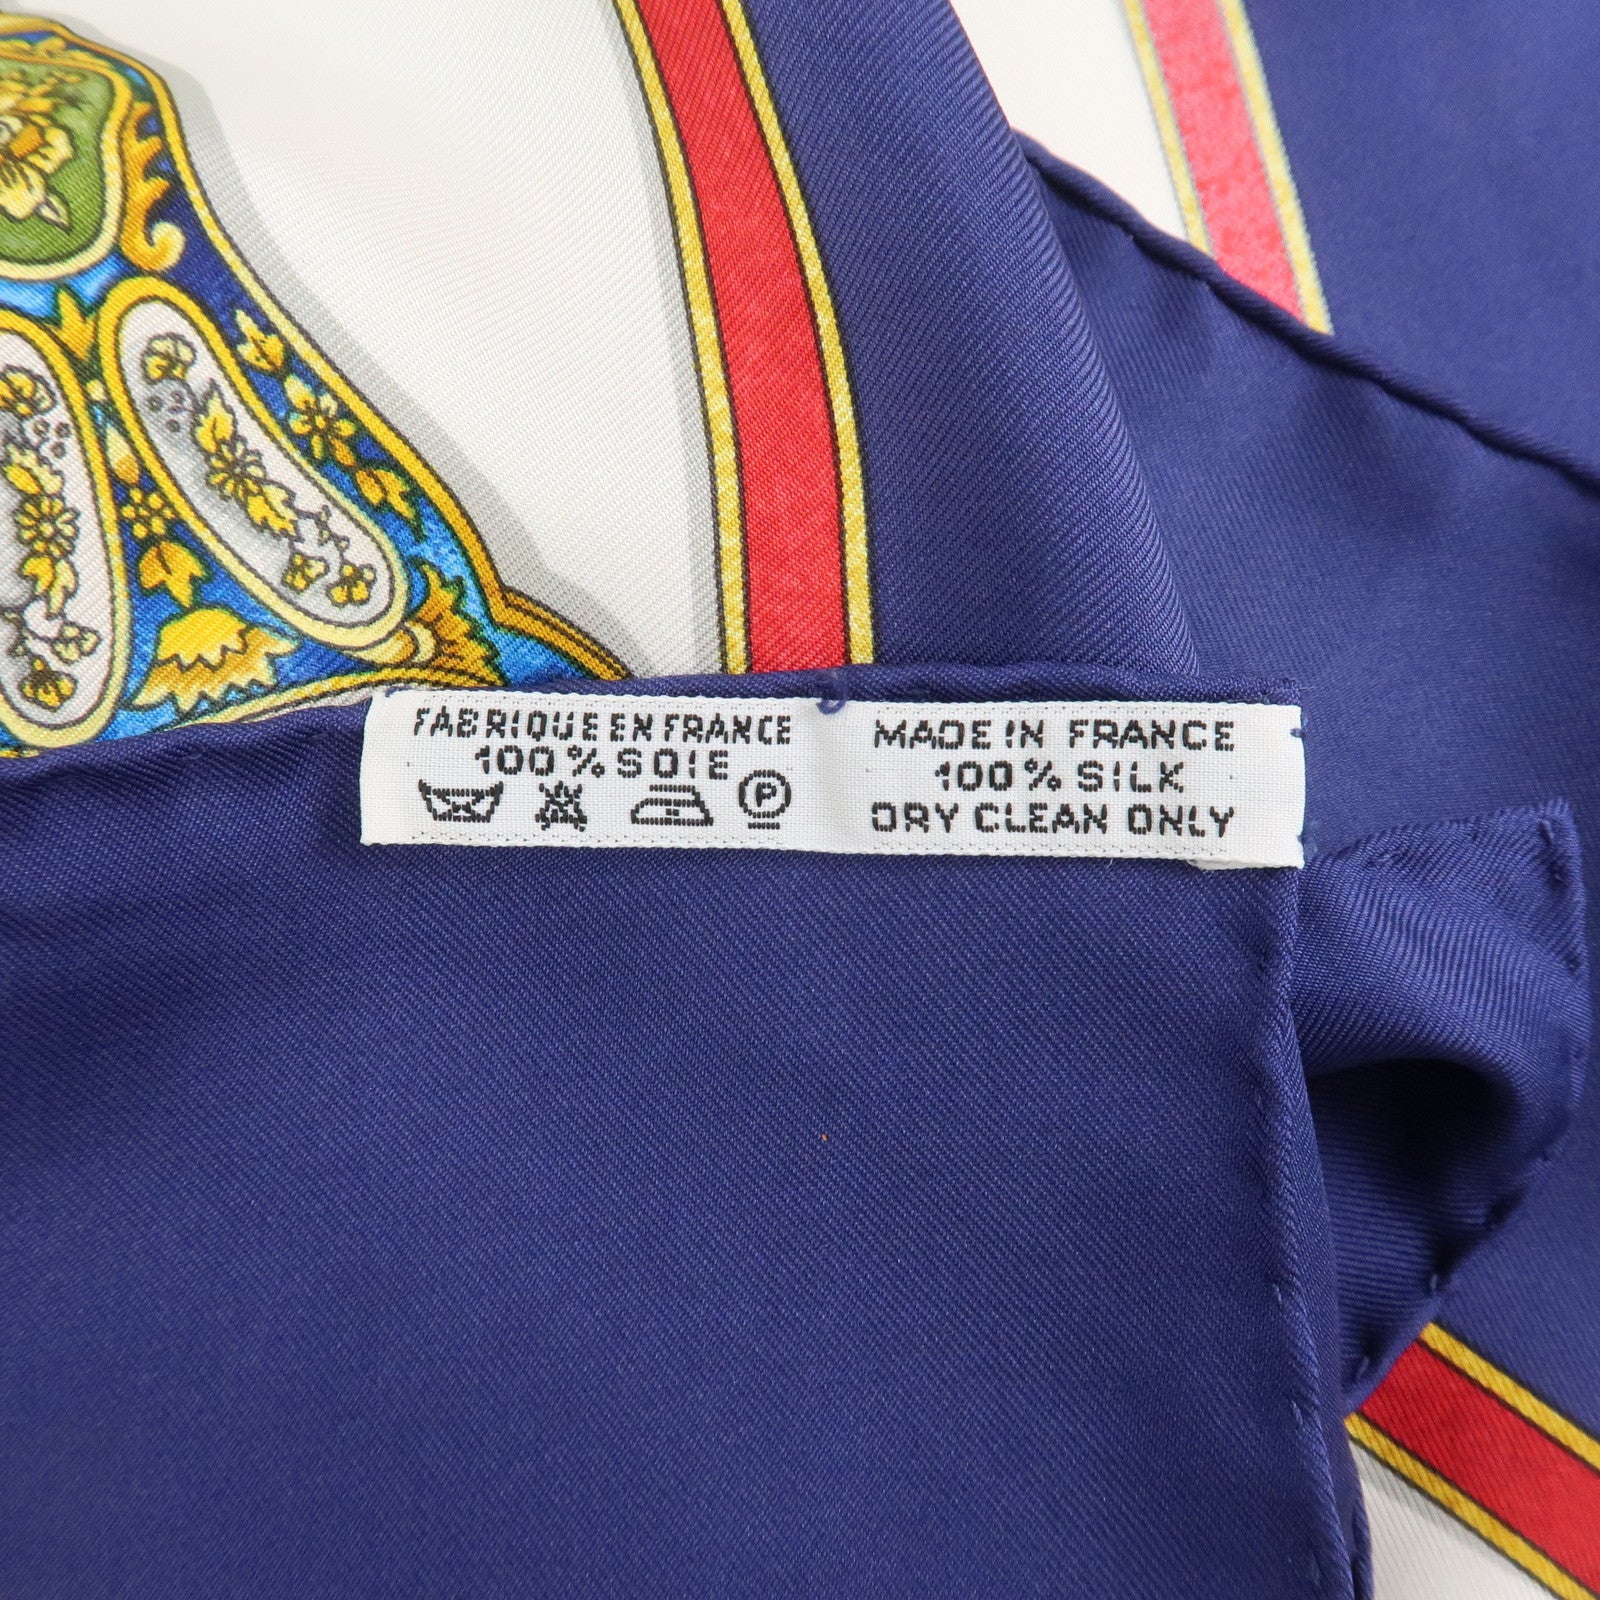 FABRIQUE EN FRANCE
100% SOIE
P
MADE IN FRANCE
100% SILK
DRY CLEAN ONLY